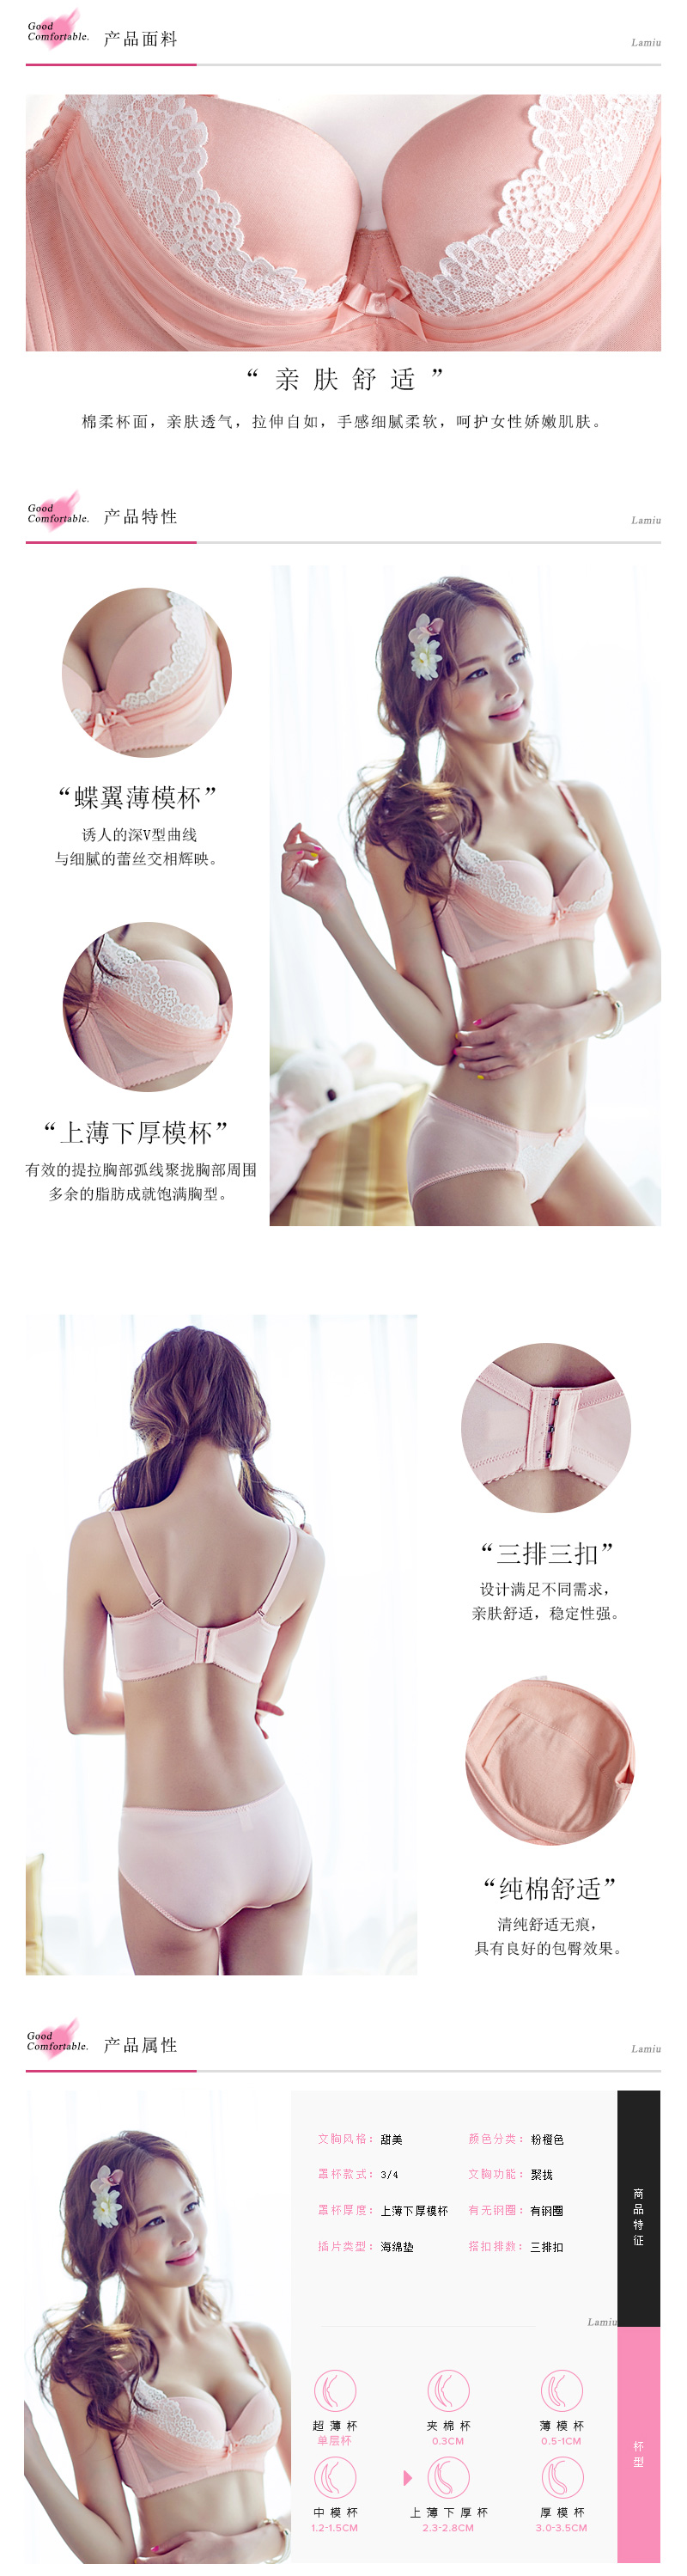 Good
Comfortable.
产品面料
Lamiu
“亲肤舒适”
棉柔杯面，亲肤透气，拉伸自如，手感细腻柔软，呵护女性娇嫩肌肤。
Good
Comfortable.
产品特性
Lamiu
“蝶翼薄模杯”
诱人的深V型曲线
与细腻的蕾丝交相辉映。
“上薄下厚模杯”
有效的提拉胸部弧线聚拢胸部周围
多余的脂肪成就饱满胸型。
“三排三扣”
设计满足不同需求，
亲肤舒适，稳定性强。
“纯棉舒适”
清纯舒适无痕，
具有良好的包臀效果。
Good
Comfortable.
产品属性
Lamiu
文胸风格：甜美 颜色分类：粉橙色
罩杯款式：3/4 文胸功能：聚拢
罩杯厚度：上薄下厚模杯 有无钢圈：有钢圈
插片类型：海绵垫 搭扣排数：三排扣
商品特征
Lamiu
超薄杯 夹棉杯 薄模杯
单层杯 0.3CM 0.5-1CM
杯型
中模杯 上薄下厚杯 厚模杯
1.2-1.5CM 2.3-2.8CM 3.0-3.5CM